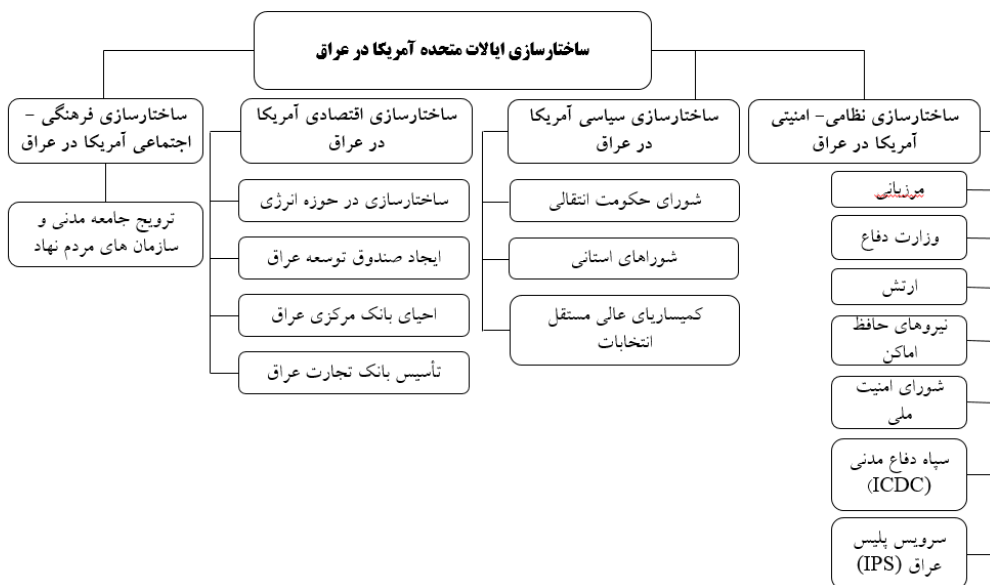 ساختارسازی ایالات متحده آمریکا در عراق
ساختارسازی نظامی- امنیتی
آمریکا در عراق
مرزبانی
وزارت دفاع
ارتش
نیروهای حافظ
اماکن
شورای امنیت
ملی
سپاه دفاع مدنی
(ICDC)
سرویس پلیس
عراق (IPS)
ساختارسازی سیاسی آمریکا
در عراق
شورای حکومت انتقالی
شوراهای استانی
کمیساریای عالی مستقل
انتخابات
ساختارسازی اقتصادی آمریکا
در عراق
ساختارسازی در حوزه انرژی
ایجاد صندوق توسعه عراق
احیای بانک مرکزی عراق
تأسیس بانک تجارت عراق
ساختارسازی فرهنگی -
اجتماعی آمریکا در عراق
ترویج جامعه مدنی و
سازمان های مردم نهاد